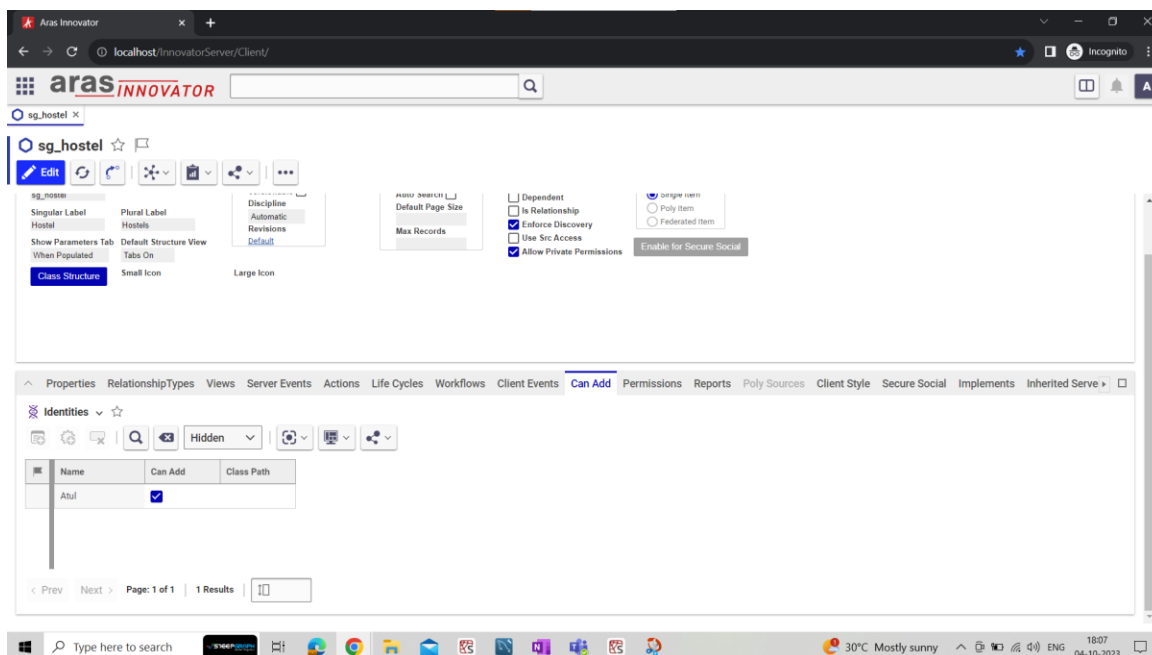 Aras Innovator × +
localhost/InnovatorServer/Client/ Incognito
aras INNOVATOR A
sg_hostel ×
sg_hostel
Edit
sg_hostel Auto Search Dependent Single Item
Singular Label Plural Label Discipline Default Page Size Is Relationship Poly Item
Hostel Hostels Automatic Enforce Discovery Federated Item
Revisions Max Records Use Src Access
Show Parameters Tab Default Structure View Default Allow Private Permissions Enable for Secure Social
When Populated Tabs On
Class Structure Small Icon Large Icon
Properties RelationshipTypes Views Server Events Actions Life Cycles Workflows Client Events Can Add Permissions Reports Poly Sources Client Style Secure Social Implements Inherited Serve
Identities
Hidden
Name Can Add Class Path
Atul
< Prev Next > Page: 1 of 1 1 Results
Type here to search 30°C Mostly sunny ENG 18:07
04-10-2023